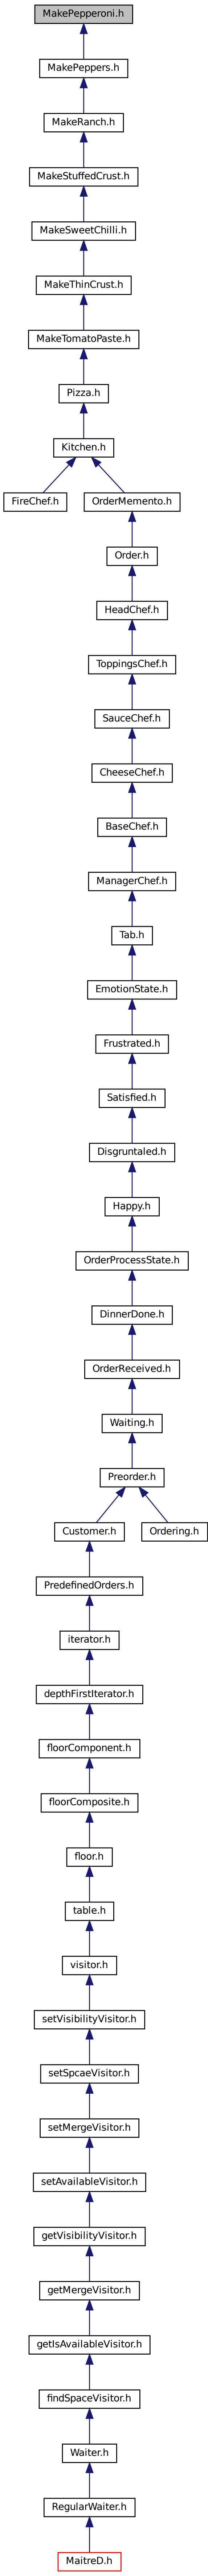 MakePepperoni.h
MakePeppers.h
MakeRanch.h
MakeStuffedCrust.h
MakeSweetChilli.h
MakeThinCrust.h
MakeTomatoPaste.h
Pizza.h
Kitchen.h
FireChef.h
OrderMemento.h
Order.h
HeadChef.h
ToppingsChef.h
SauceChef.h
CheeseChef.h
BaseChef.h
ManagerChef.h
Tab.h
EmotionState.h
Frustrated.h
Satisfied.h
Disgruntaled.h
Happy.h
OrderProcessState.h
DinnerDone.h
OrderReceived.h
Waiting.h
Preorder.h
Customer.h
Ordering.h
PredefinedOrders.h
iterator.h
depthFirstIterator.h
floorComponent.h
floorComposite.h
floor.h
table.h
visitor.h
setVisibilityVisitor.h
setSpcaeVisitor.h
setMergeVisitor.h
setAvailableVisitor.h
getVisibilityVisitor.h
getMergeVisitor.h
getIsAvailableVisitor.h
findSpaceVisitor.h
Waiter.h
RegularWaiter.h
MaitreD.h